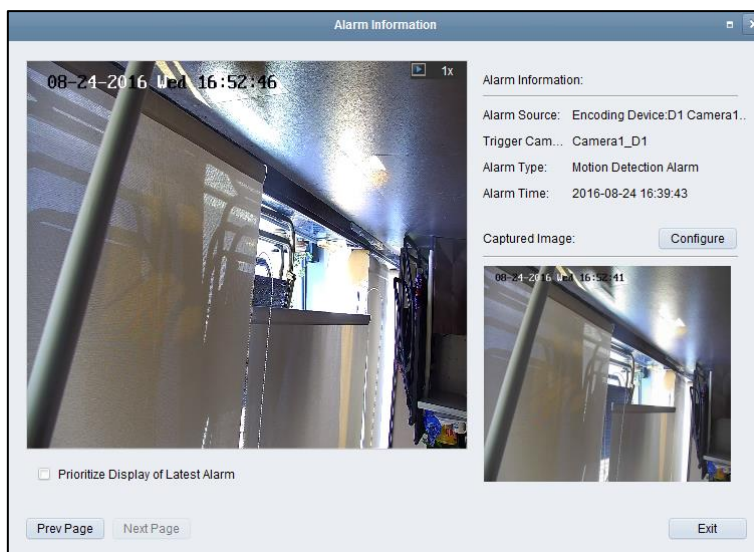 Alarm Information
08-24-2016 Wed 16:52:46
1x
Alarm Information:
Alarm Source: Encoding Device:D1 Camera1..
Trigger Cam... Camera1_D1
Alarm Type: Motion Detection Alarm
Alarm Time: 2016-08-24 16:39:43
Captured Image: Configure
08-24-2016 Wed 16:52:41
Prioritize Display of Latest Alarm
Prev Page Next Page Exit